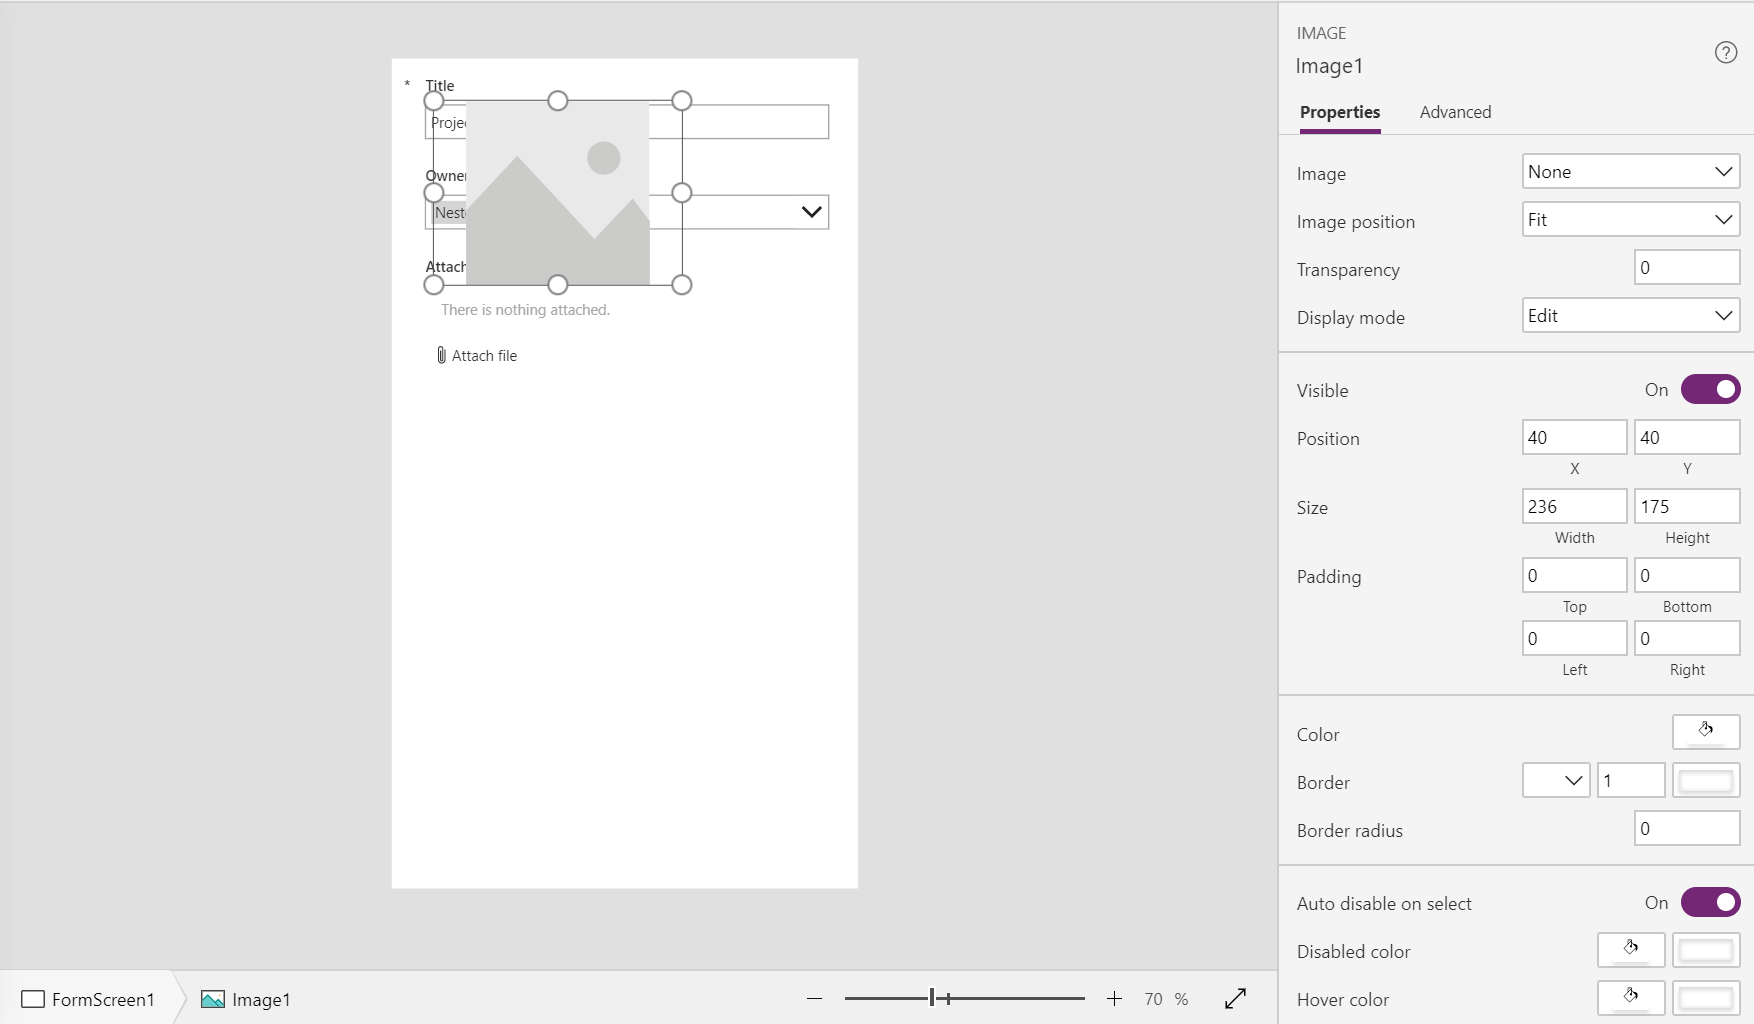 * Title
Projec
Owner
Nest
Attach
There is nothing attached.
Attach file
FormScreen1
Image1
70 %
IMAGE
Image1
?
Properties Advanced
Image None
Image position Fit
Transparency 0
Display mode Edit
Visible On
Position 40 40
X Y
Size 236 175
Width Height
Padding 0 0
Top Bottom
0 0
Left Right
Color
Border 1
Border radius 0
Auto disable on select On
Disabled color
Hover color